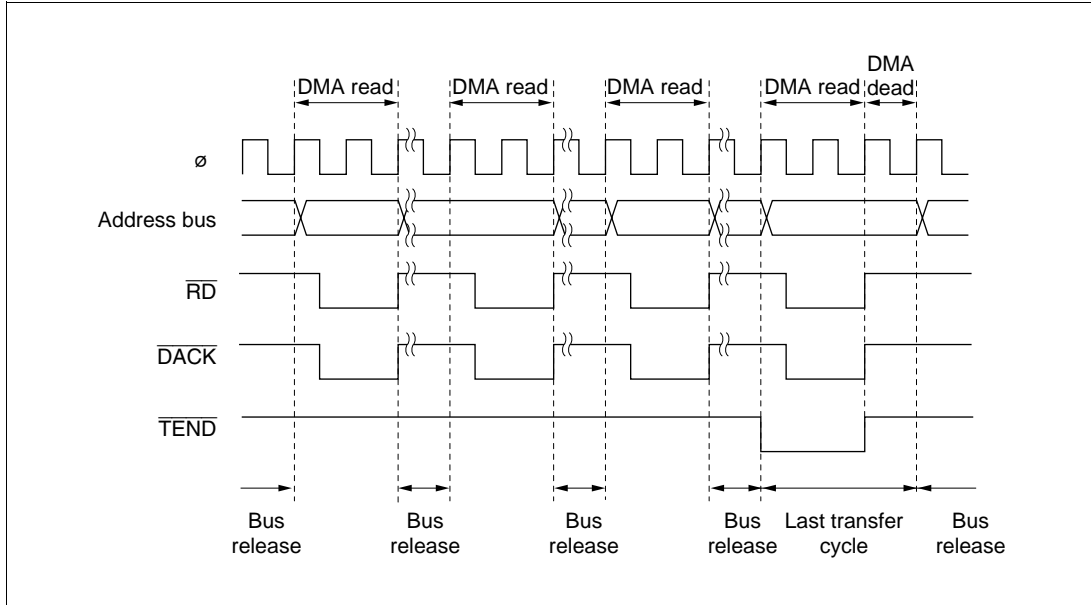 DMA
dead
DMA read DMA read DMA read DMA read
ø
Address bus
RD
DACK
TEND
Bus release
Bus release
Bus release
Bus release
Last transfer cycle
Bus release